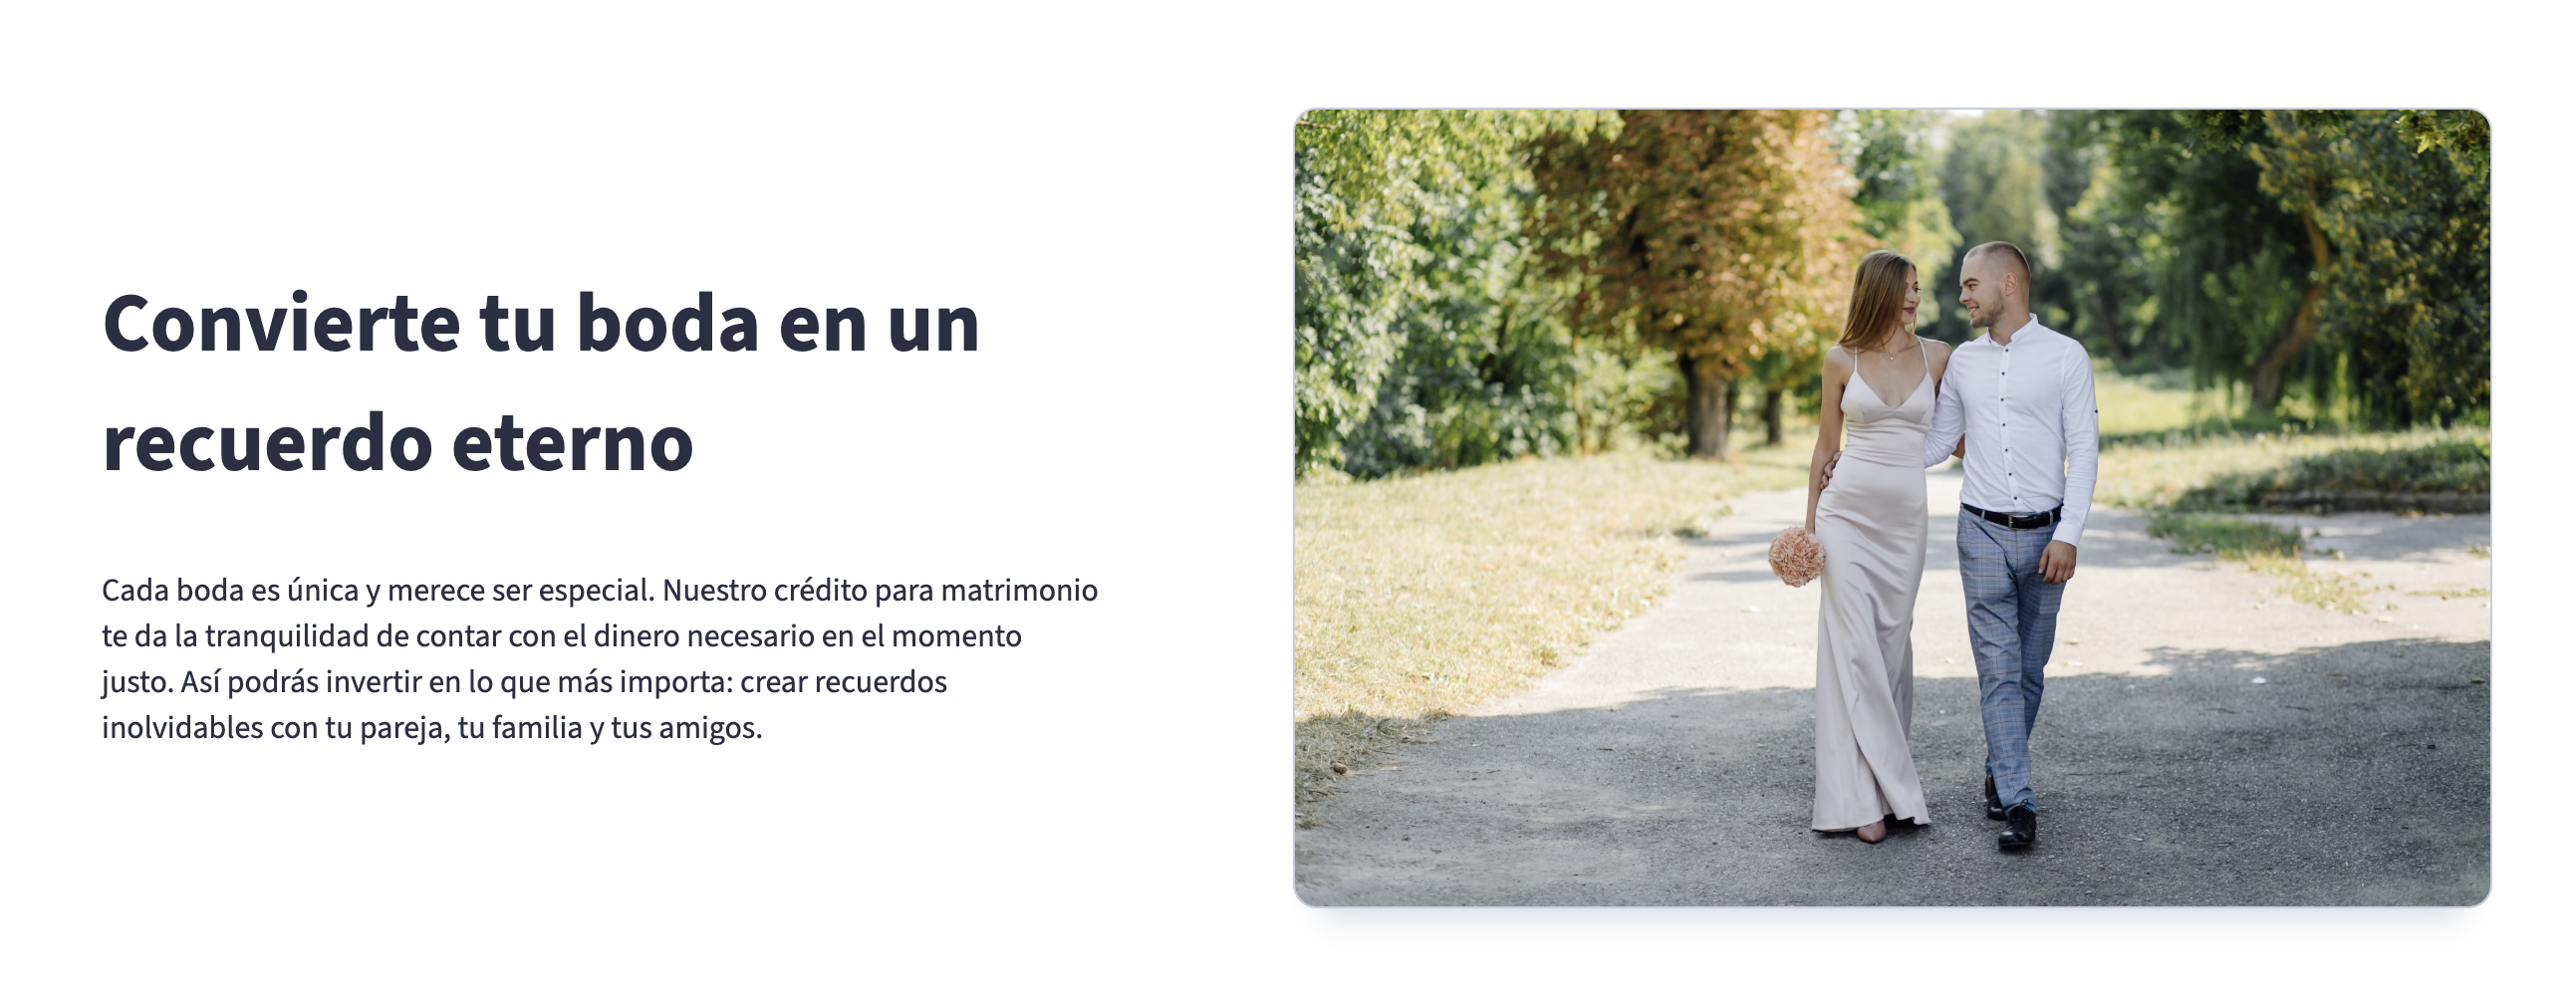 Convierte tu boda en un
recuerdo eterno
Cada boda es única y merece ser especial. Nuestro crédito para matrimonio
te da la tranquilidad de contar con el dinero necesario en el momento
justo. Así podrás invertir en lo que más importa: crear recuerdos
inolvidables con tu pareja, tu familia y tus amigos.